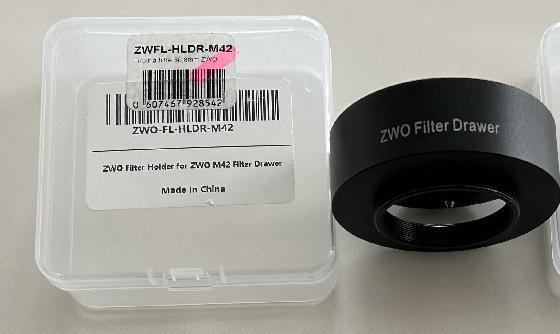 ZWFL-HLDR-M42
0 607467 928542
ZWO-FL-HLDR-M42
ZWO Filter Holder for ZWO M42 Filter Drawer
Made in China
ZWO Filter Drawer